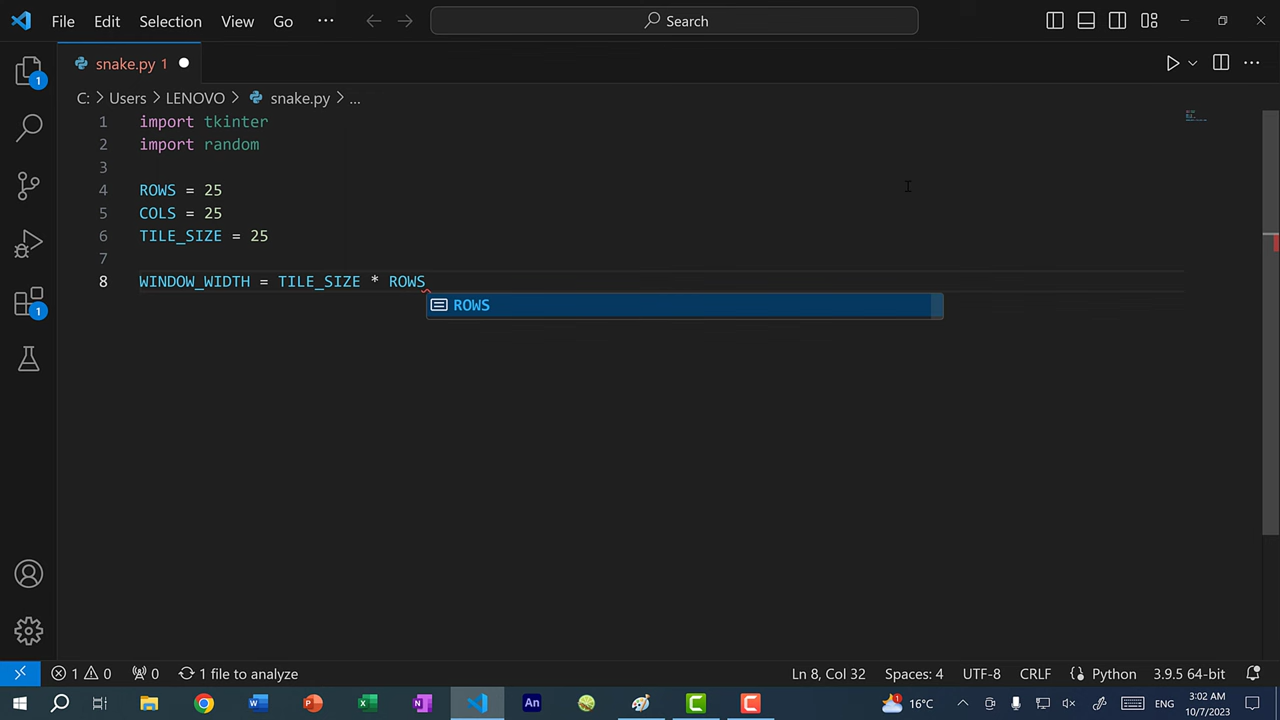 File Edit Selection View Go ··· Search
snake.py 1
C: > Users > LENOVO > snake.py > ...
1 import tkinter
2 import random
3
4 ROWS = 25
5 COLS = 25
6 TILE_SIZE = 25
7
8 WINDOW_WIDTH = TILE_SIZE * ROWS
ROWS
1
1
1 0 0 1 file to analyze Ln 8, Col 32 Spaces: 4 UTF-8 CRLF Python 3.9.5 64-bit
W P X N An C C 1 16°C ENG 3:02 AM
10/7/2023